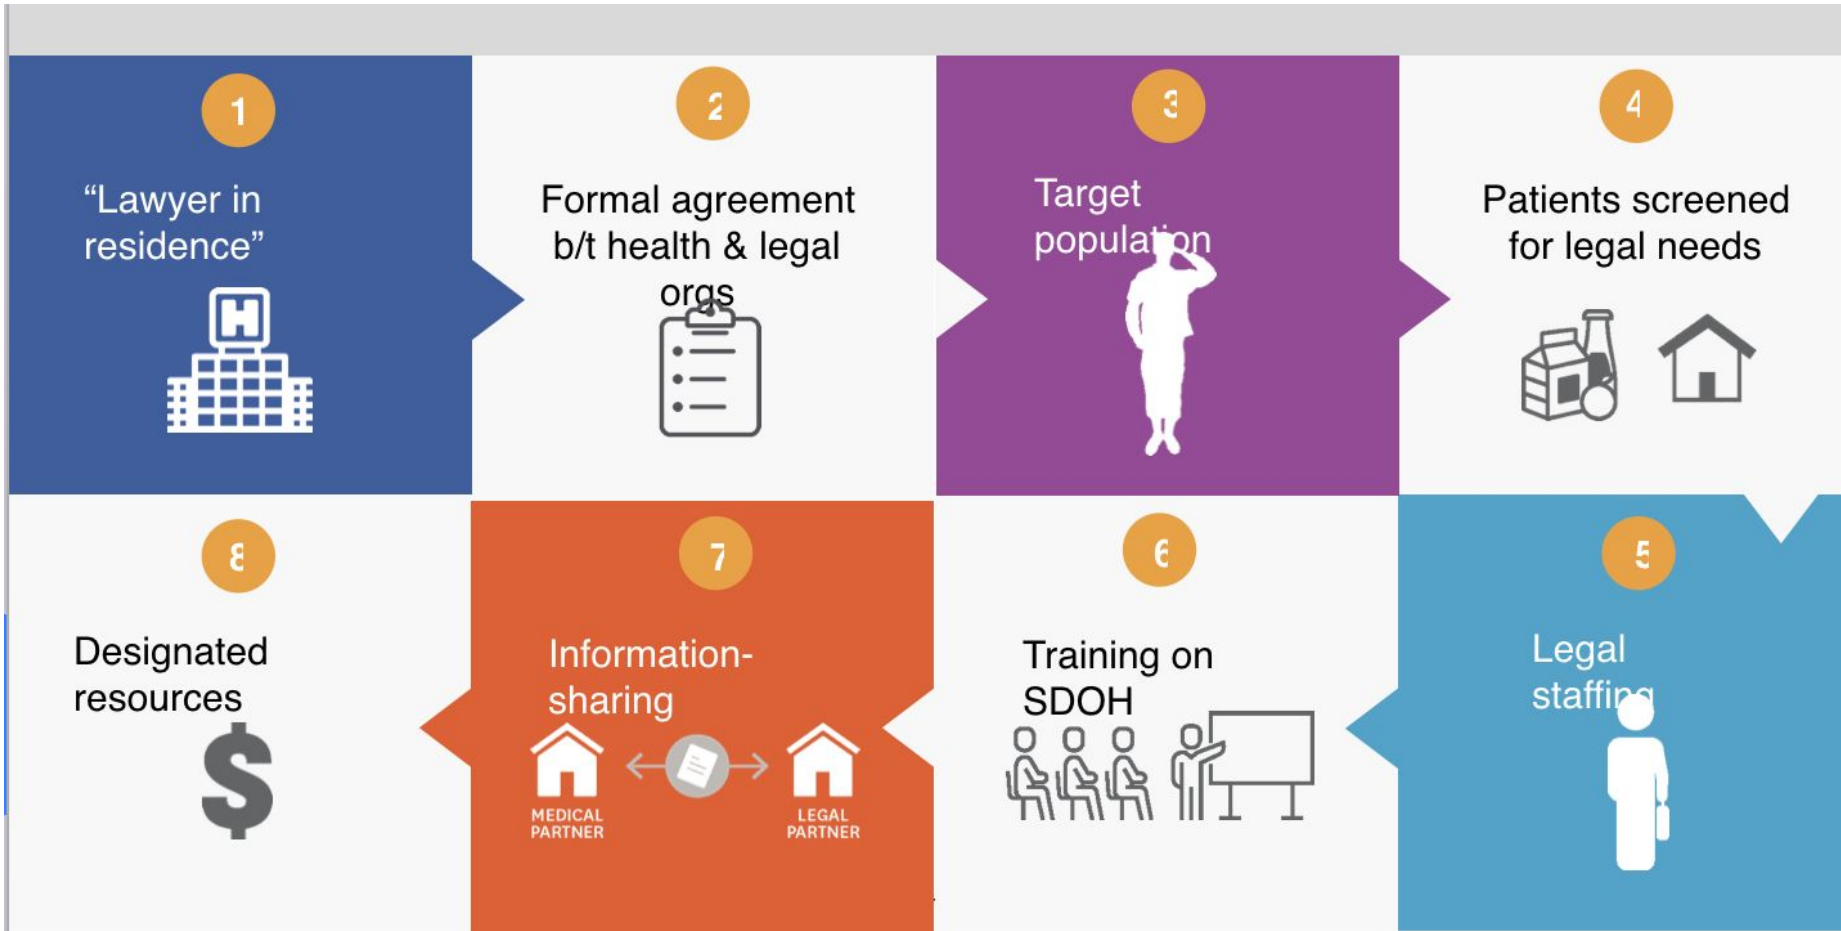 1
“Lawyer in
residence”
2
Formal agreement
b/t health & legal
orgs
3
Target
population
4
Patients screened
for legal needs
5
Legal
staffing
6
Training on
SDOH
7
Information-
sharing
MEDICAL
PARTNER
LEGAL
PARTNER
8
Designated
resources
$
H